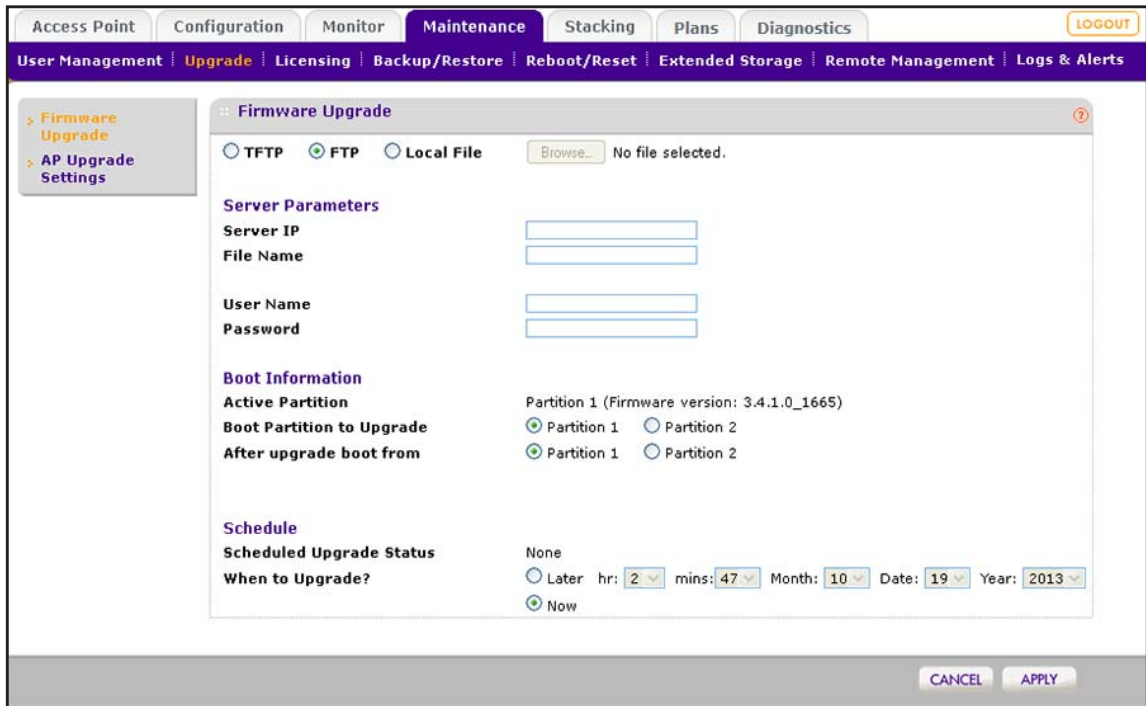 Access Point Configuration Monitor Maintenance Stacking Plans Diagnostics LOGOUT
User Management Upgrade Licensing Backup/Restore Reboot/Reset Extended Storage Remote Management Logs & Alerts
Firmware
Upgrade
AP Upgrade
Settings
Firmware Upgrade ?
TFTP FTP Local File Browse... No file selected.
Server Parameters
Server IP
File Name
User Name
Password
Boot Information
Active Partition Partition 1 (Firmware version: 3.4.1.0_1665)
Boot Partition to Upgrade Partition 1 Partition 2
After upgrade boot from Partition 1 Partition 2
Schedule
Scheduled Upgrade Status None
When to Upgrade? Later hr: 2 mins: 47 Month: 10 Date: 19 Year: 2013
Now
CANCEL APPLY